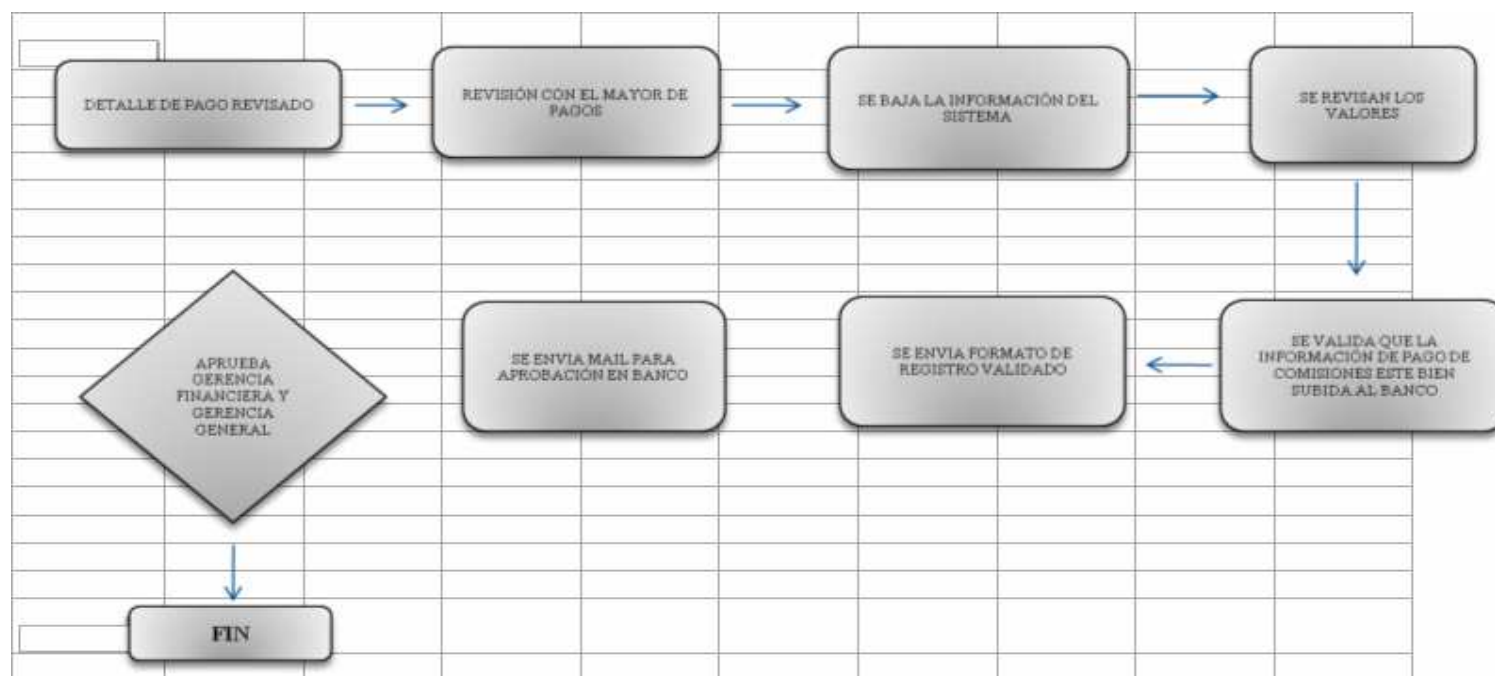 DETALLE DE PAGO REVISADO
REVISIÓN CON EL MAYOR DE
PAGOS
SE BAJA LA INFORMACIÓN DEL
SISTEMA
SE REVISAN LOS
VALORES
SE VALIDA QUE LA
INFORMACIÓN DE PAGO DE
COMISIONES ESTE BIEN
SUBIDA AL BANCO
SE ENVIA FORMATO DE
REGISTRO VALIDADO
SE ENVIA MAIL PARA
APROBACIÓN EN BANCO
APRUEBA
GERENCIA
FINANCIERA Y
GERENCIA
GENERAL
FIN